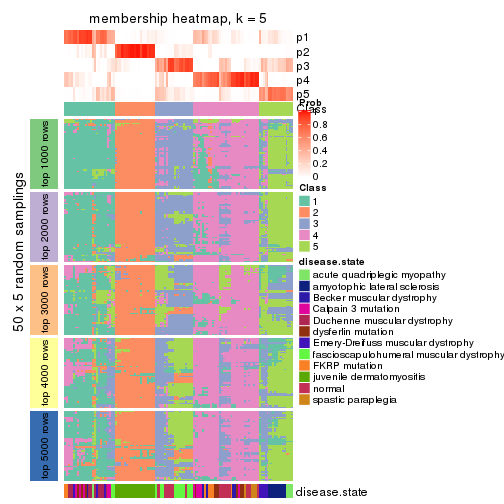 membership heatmap, k = 5
p1
p2
p3
p4
p5
Prob
Class
1
0.8
0.6
0.4
0.2
0
Class
1
2
3
4
5
disease.state
acute quadriplegic myopathy
amyotophic lateral sclerosis
Becker muscular dystrophy
Calpain 3 mutation
Duchenne muscular dystrophy
dysferlin mutation
Emery-Dreifuss muscular dystrophy
fascioscapulohumeral muscular dystrophy
FKRP mutation
juvenile dermatomyositis
normal
spastic paraplegia
50 x 5 random samplings
top 1000 rows
top 2000 rows
top 3000 rows
top 4000 rows
top 5000 rows
disease.state